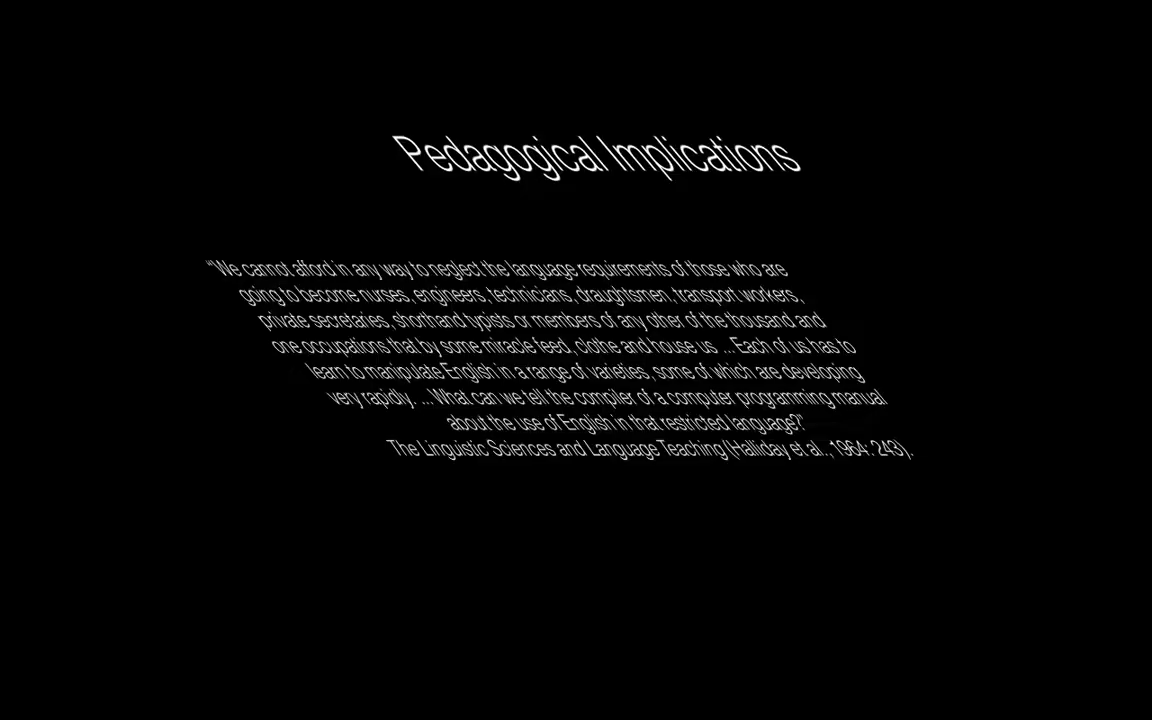 Pedagogical Implications
“We cannot afford in any way to neglect the language requirements of those who are
going to become nurses, engineers, technicians, draughtsmen, transport workers,
private secretaries, shorthand typists or members of any other of the thousand and
one occupations that by some miracle feed, clothe and house us ... Each of us has to
learn to manipulate English in a range of varieties, some of which are developing
very rapidly. ... What can we tell the compiler of a computer programming manual
about the use of English in that restricted language?”
The Linguistic Sciences and Language Teaching (Halliday et al., 1964: 243).